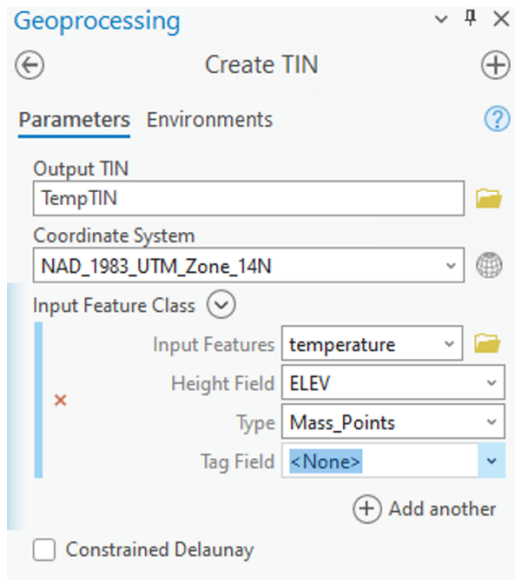 Geoprocessing
Create TIN
Parameters Environments
Output TIN
TempTIN
Coordinate System
NAD_1983_UTM_Zone_14N
Input Feature Class
Input Features temperature
Height Field ELEV
Type Mass_Points
Tag Field <None>
Add another
Constrained Delaunay